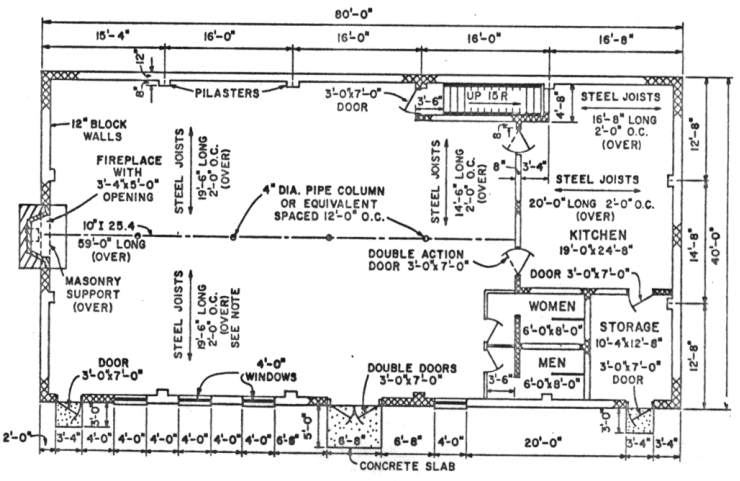 80'-0"
15'-4"
16'-0"
16'-0"
16'-0"
16'-8"
12"
8"
PILASTERS
3'-0"X7'-0"
DOOR
3'-6"
UP 15R
4'-8"
STEEL JOISTS
16'-8" LONG
2'-0" O.C.
(OVER)
12'-8"
12" BLOCK
WALLS
FIREPLACE
WITH
3'-4"X5'-0"
OPENING
STEEL JOISTS
19'-6" LONG
2'-0" O.C.
(OVER)
4" DIA. PIPE COLUMN
OR EQUIVALENT
SPACED 12'-0" O.C.
STEEL JOISTS
14'-6" LONG
2'-0" O.C.
(OVER)
8"
8"
3'-4"
STEEL JOISTS
20'-0" LONG 2'-0" O.C.
(OVER)
KITCHEN
19'-0"X24'-8"
10" I 25.4
59'-0" LONG
(OVER)
MASONRY
SUPPORT
(OVER)
DOUBLE ACTION
DOOR 3'-0"X7'-0"
DOOR 3'-0"X7'-0"
14'-8"
40'-0"
STEEL JOISTS
19'-6" LONG
2'-0" O.C.
(OVER)
SEE NOTE
WOMEN
6'-0"X8'-0"
STORAGE
10'-4"X12'-8"
3'-0"X7'-0"
DOOR
12'-8"
MEN
6'-0"X8'-0"
3'-6"
DOOR
3'-0"X7'-0"
4'-0"
WINDOWS
DOUBLE DOORS
3'-0"X7'-0"
3'-0"
5'-0"
3'-0"
2'-0"
3'-4"
4'-0"
4'-0"
4'-0"
4'-0"
4'-0"
6'-8"
6'-8"
6'-8"
4'-0"
20'-0"
3'-4"
3'-4"
CONCRETE SLAB